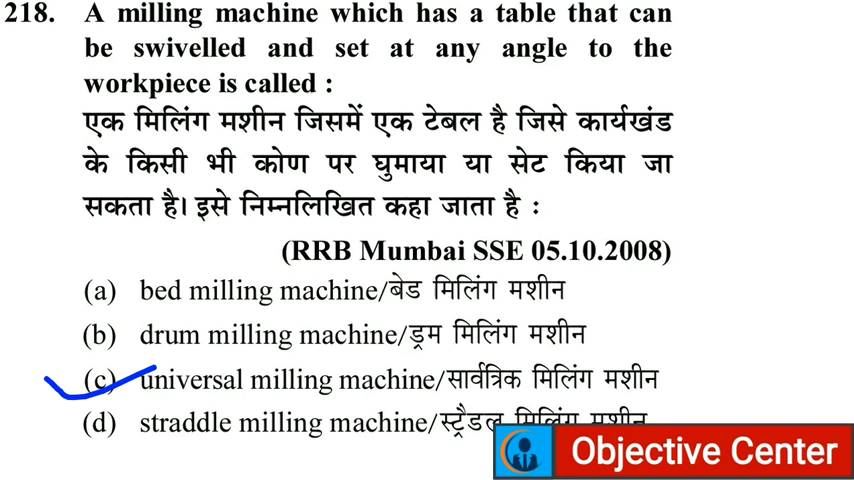 218. A milling machine which has a table that can
be swivelled and set at any angle to the
workpiece is called :
एक मिलिंग मशीन जिसमें एक टेबल है जिसे कार्यखंड
के किसी भी कोण पर घुमाया या सेट किया जा
सकता है। इसे निम्नलिखित कहा जाता है :
(RRB Mumbai SSE 05.10.2008)
(a) bed milling machine/बेड मिलिंग मशीन
(b) drum milling machine/ड्रम मिलिंग मशीन
(c) universal milling machine/सार्वत्रिक मिलिंग मशीन
(d) straddle milling machine/स्ट्रैडल मिलिंग मशीन
Objective Center